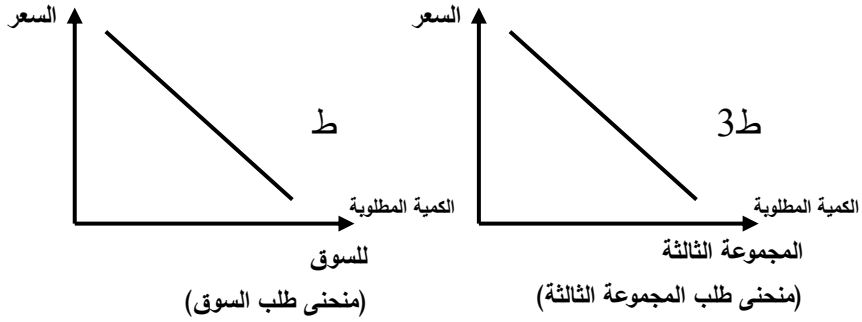 السعر
ط3
الكمية المطلوبة
المجموعة الثالثة
(منحنى طلب المجموعة الثالثة)
السعر
ط
الكمية المطلوبة
للسوق
(منحنى طلب السوق)